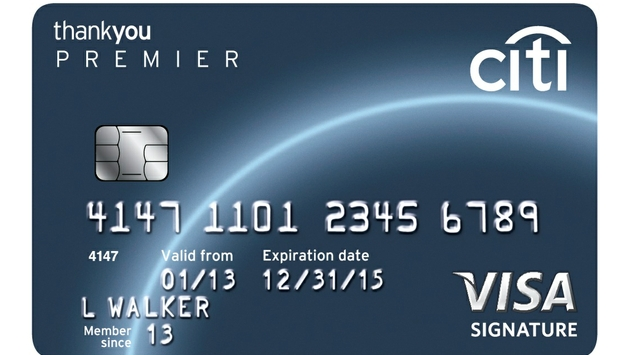 thankyou
PREMIER
citi
4147 1101 2345 6789
4147 Valid from Expiration date
01/13 12/31/15
L WALKER
Member since 13
VISA
SIGNATURE